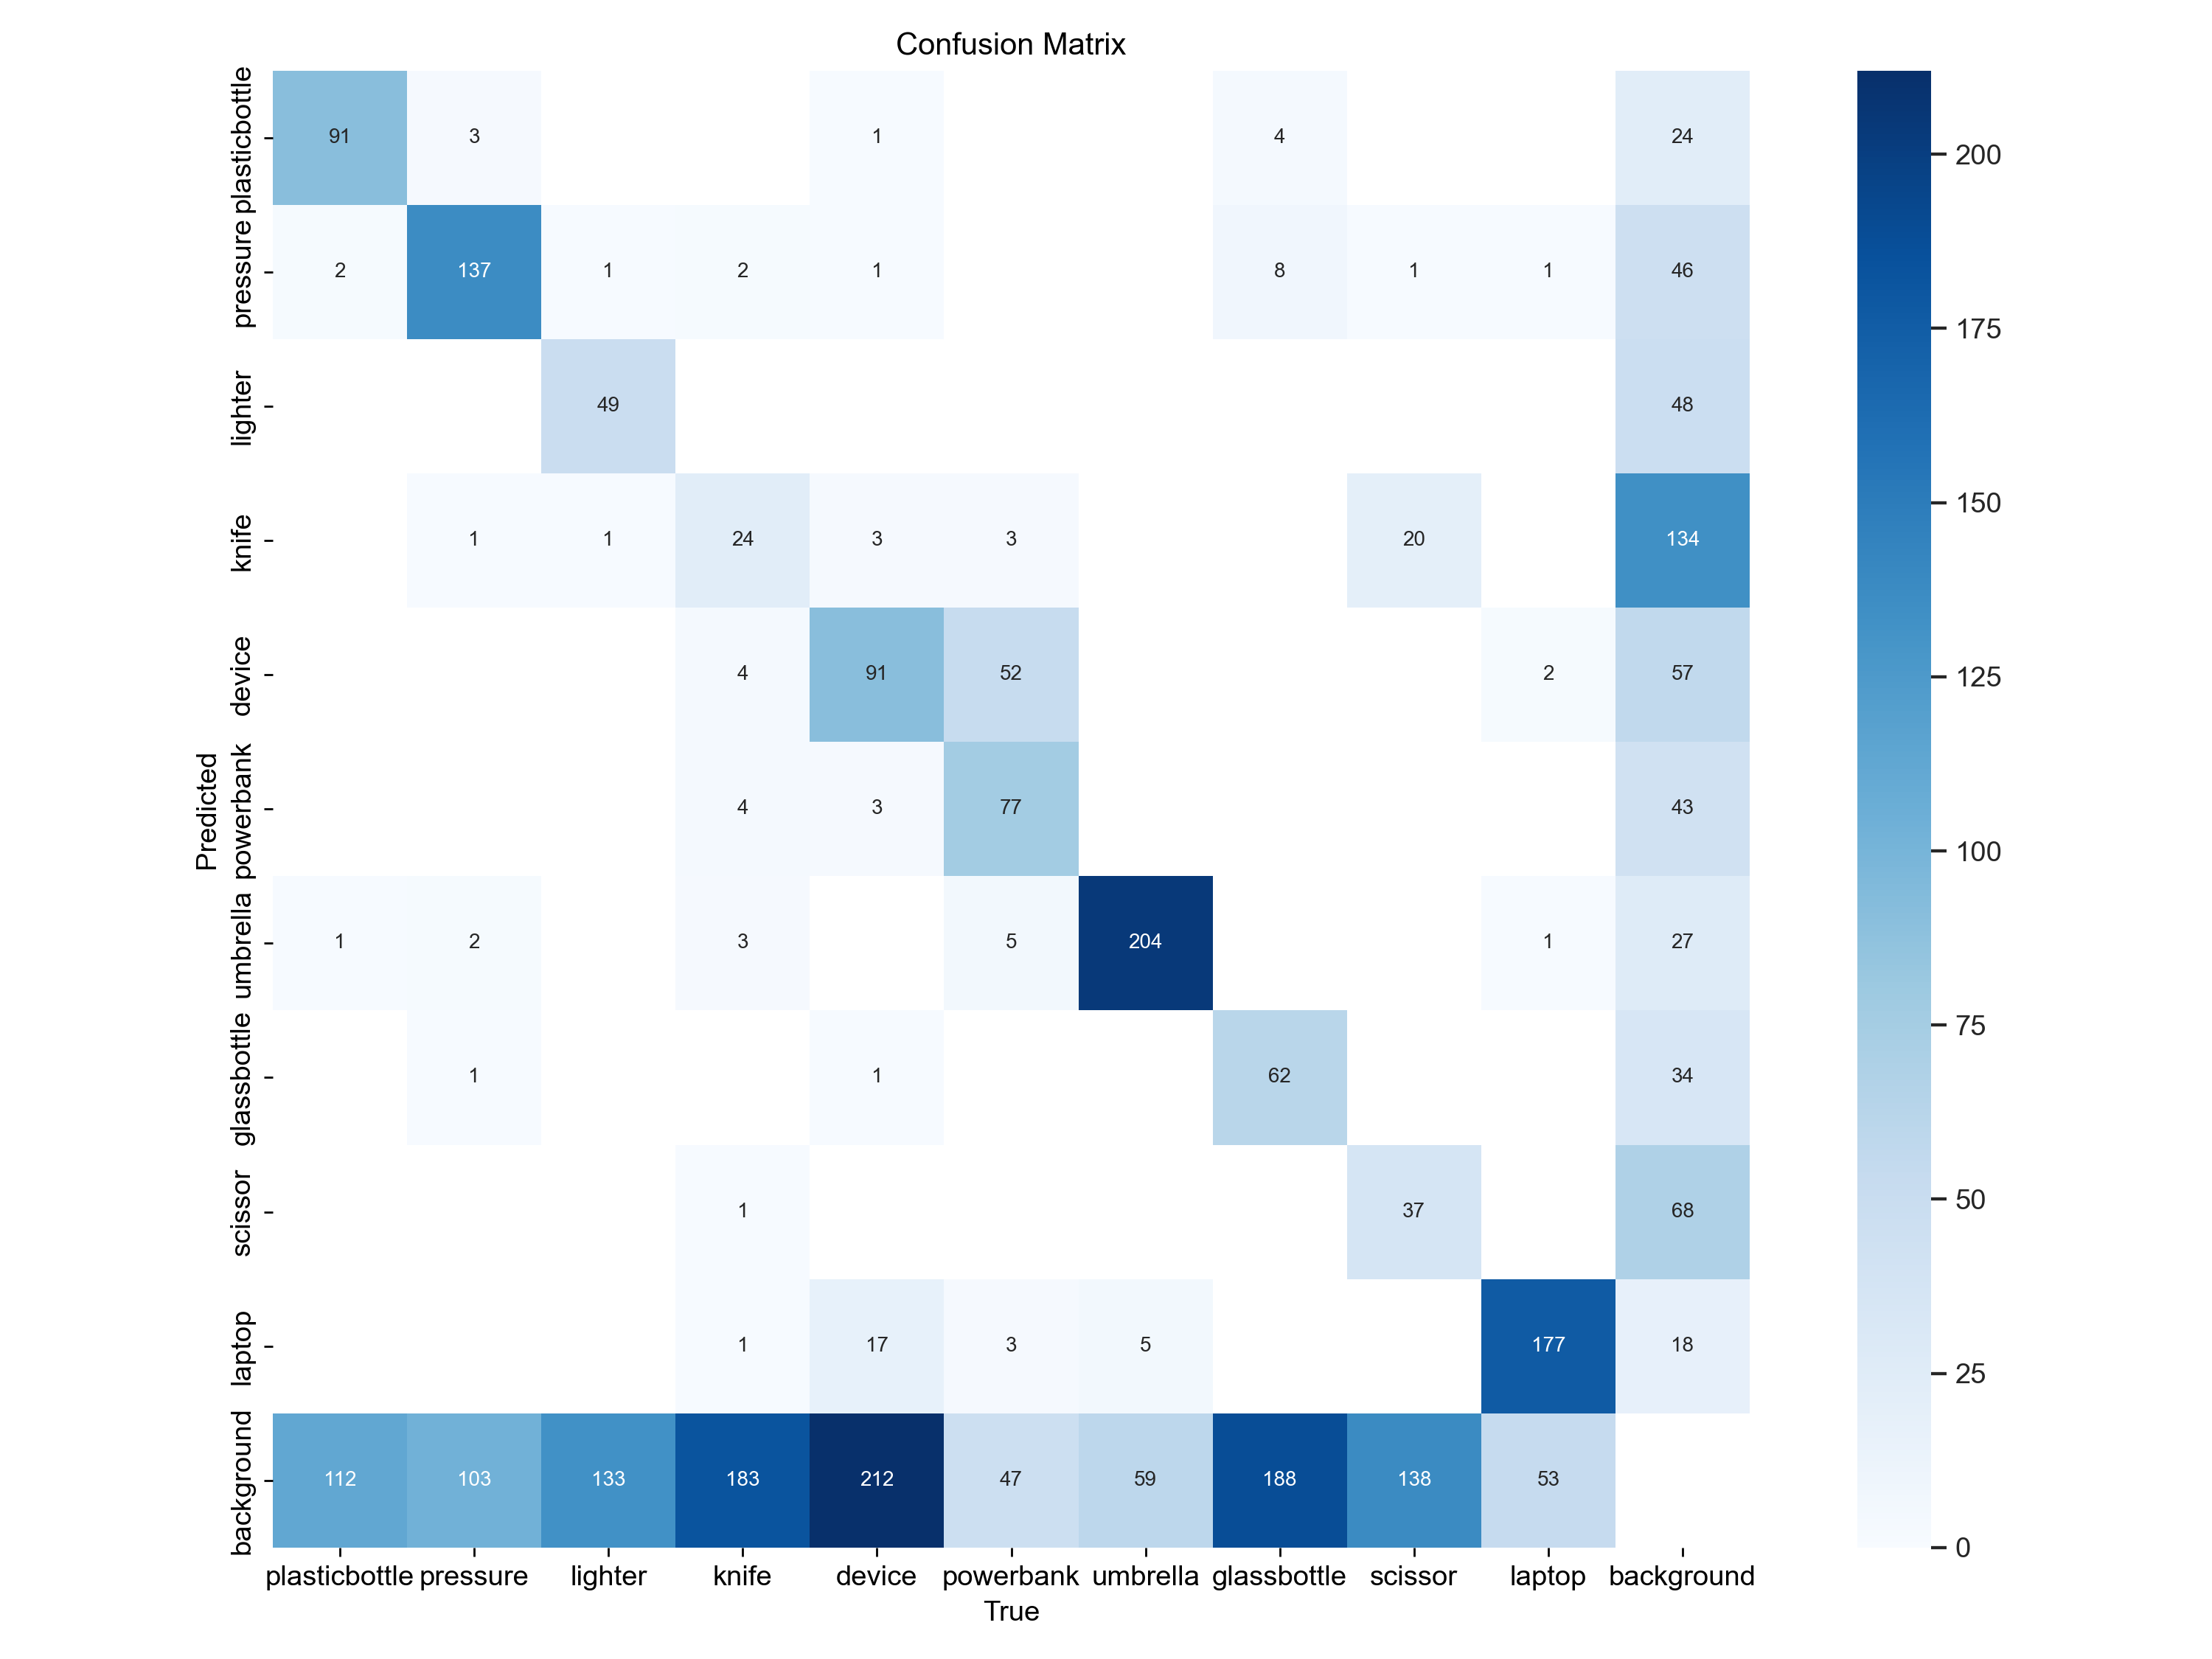 Confusion Matrix
plasticbottle 91 3 1 4 24
pressure 2 137 1 2 1 8 1 1 46
lighter 49 48
knife 1 1 24 3 3 20 134
device 4 91 52 2 57
powerbank 4 3 77 43
umbrella 1 2 3 5 204 1 27
glassbottle 1 1 62 34
scissor 1 37 68
laptop 1 17 3 5 177 18
background 112 103 133 183 212 47 59 188 138 53
Predicted
plasticbottle pressure lighter knife device powerbank umbrella glassbottle scissor laptop background
True
200
175
150
125
100
75
50
25
0